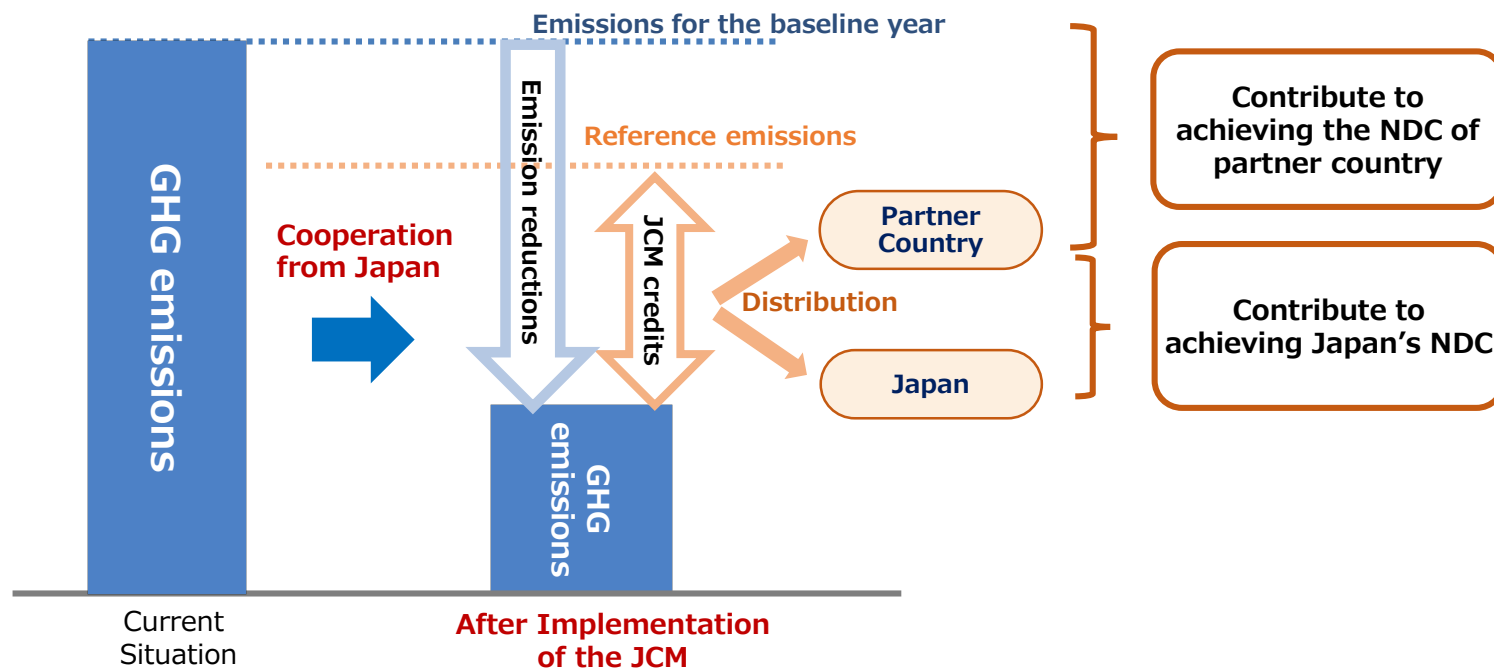 Emissions for the baseline year
GHG emissions
Emission reductions
Reference emissions
JCM credits
Cooperation
from Japan
Partner
Country
Distribution
Japan
Contribute to
achieving the NDC of
partner country
Contribute to
achieving Japan’s NDC
GHG
emissions
Current
Situation
After Implementation
of the JCM